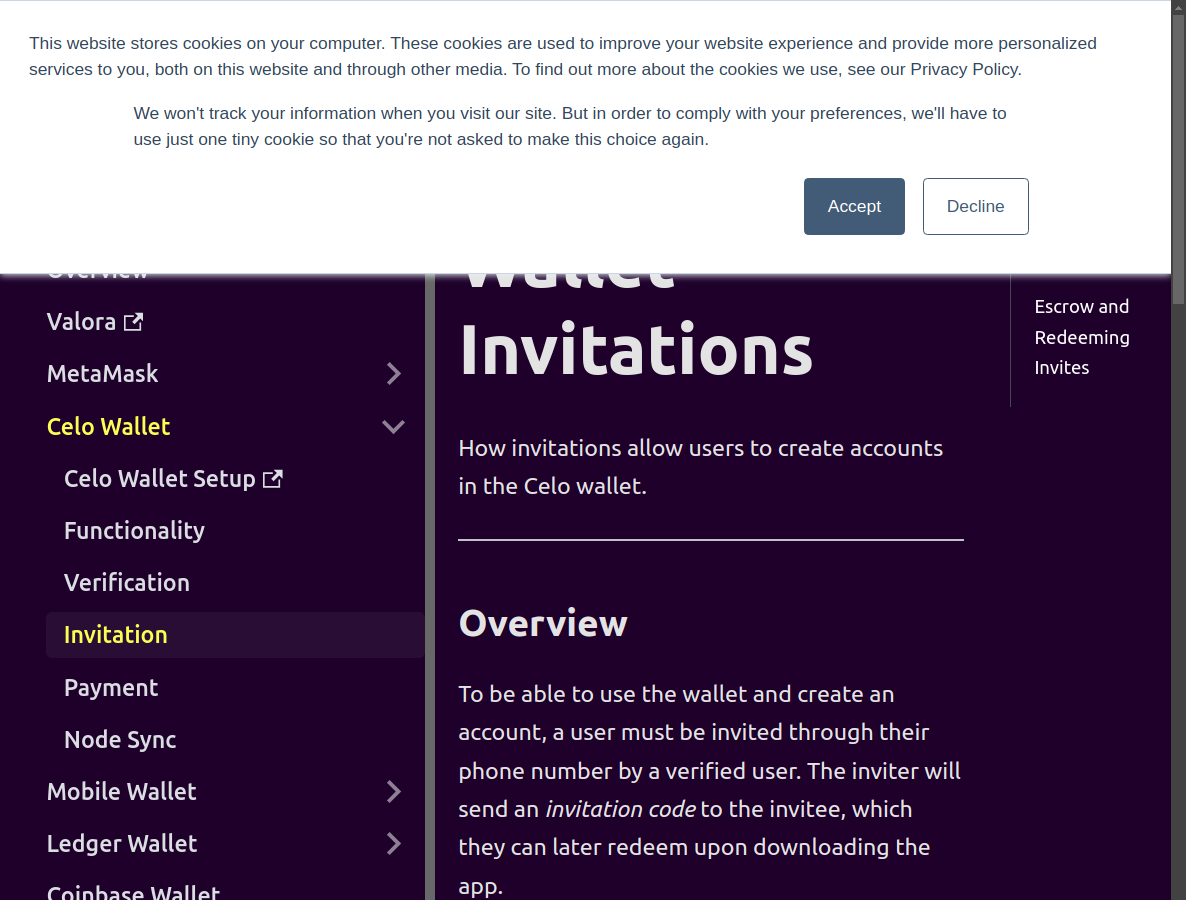 This website stores cookies on your computer. These cookies are used to improve your website experience and provide more personalized
services to you, both on this website and through other media. To find out more about the cookies we use, see our Privacy Policy.
We won't track your information when you visit our site. But in order to comply with your preferences, we'll have to
use just one tiny cookie so that you're not asked to make this choice again.
Accept
Decline
Overview
Valora
MetaMask
Celo Wallet
Celo Wallet Setup
Functionality
Verification
Invitation
Payment
Node Sync
Mobile Wallet
Ledger Wallet
Coinbase Wallet
Wallet
Invitations
How invitations allow users to create accounts
in the Celo wallet.
Overview
To be able to use the wallet and create an
account, a user must be invited through their
phone number by a verified user. The inviter will
send an invitation code to the invitee, which
they can later redeem upon downloading the
app.
Escrow and
Redeeming
Invites